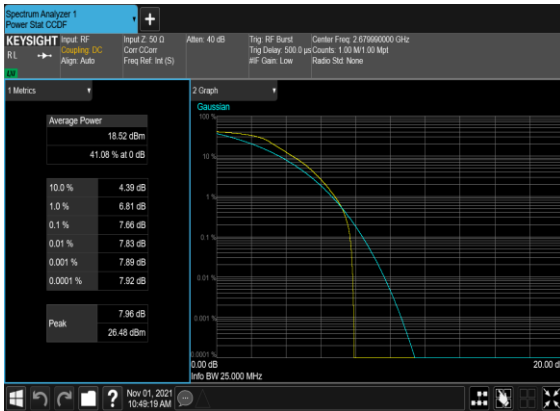 Spectrum Analyzer 1
Power Stat CCDF
KEYSIGHT
RL
LM
Input: RF
Coupling: DC
Align: Auto
Input Z: 50 Ω
Corr CCorr
Freq Ref: Int (S)
Atten: 40 dB
Trig: RF Burst
Trig Delay: 500.0 µs
#IF Gain: Low
Center Freq: 2.679990000 GHz
Counts: 1.00 M/1.00 Mpt
Radio Std: None
1 Metrics
Average Power
18.52 dBm
41.08 % at 0 dB
10.0 % 4.39 dB
1.0 % 6.81 dB
0.1 % 7.66 dB
0.01 % 7.83 dB
0.001 % 7.89 dB
0.0001 % 7.92 dB
Peak
7.96 dB
26.48 dBm
2 Graph
Gaussian
100 %
10 %
1 %
0.1 %
0.01 %
0.001 %
0.0001 %
0.00 dB
20.00 d
Info BW 25.000 MHz
Nov 01, 2021
10:49:19 AM